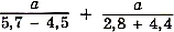 a/(5,7 − 4,5) + a/(2,8 + 4,4)